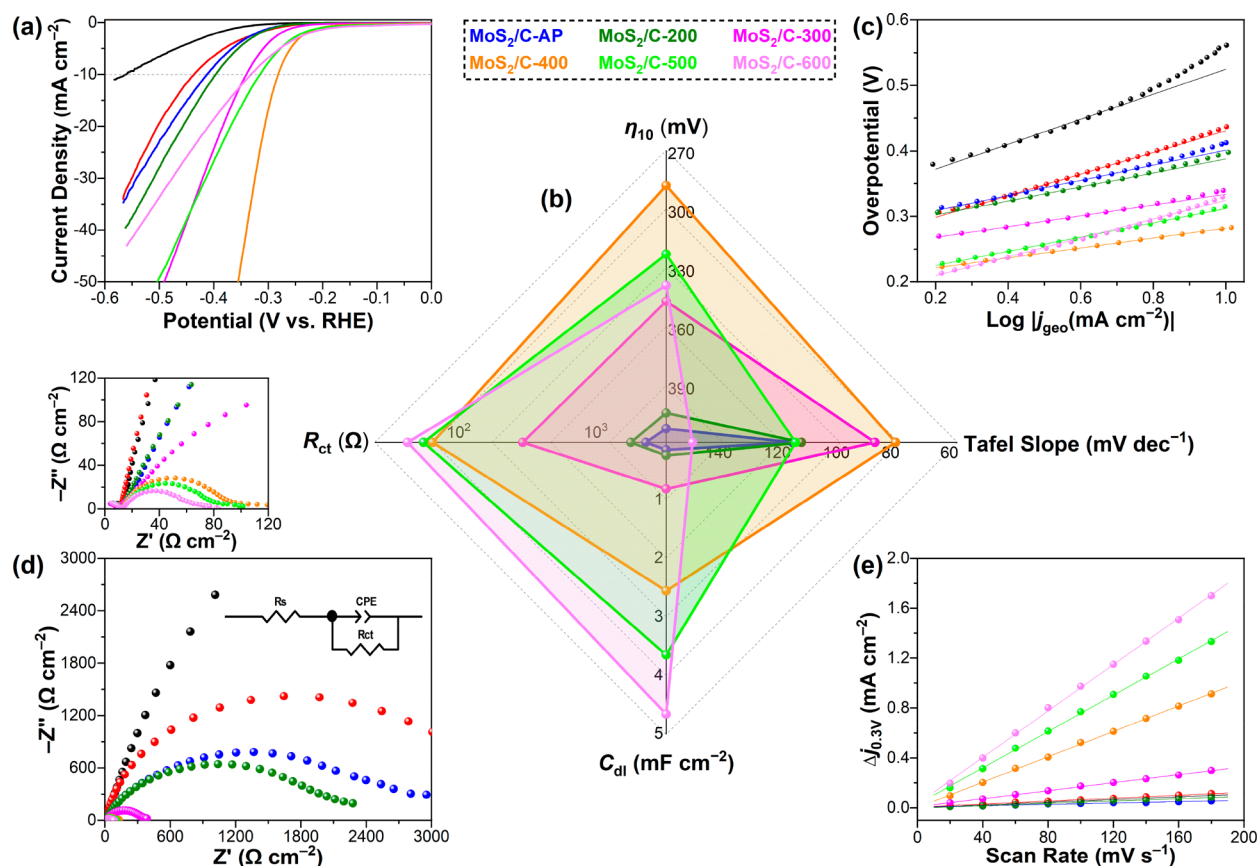 (a)
Current Density (mA cm⁻²)
0
-10
-20
-30
-40
-50
-0.6 -0.5 -0.4 -0.3 -0.2 -0.1 0.0
Potential (V vs. RHE)
MoS₂/C-AP MoS₂/C-200 MoS₂/C-300
MoS₂/C-400 MoS₂/C-500 MoS₂/C-600
(c)
Overpotential (V)
0.6
0.5
0.4
0.3
0.2
0.2 0.4 0.6 0.8 1.0
Log |j_geo(mA cm⁻²)|
(b)
η₁₀ (mV)
270
300
330
360
390
R_ct (Ω)
10²
10³
140 120 100 80 60
Tafel Slope (mV dec⁻¹)
1
2
3
4
5
C_dl (mF cm⁻²)
−Z'' (Ω cm⁻²)
120
80
40
0
0 40 80 120
Z' (Ω cm⁻²)
(d)
−Z'' (Ω cm⁻²)
3000
2400
1800
1200
600
0
Rs CPE
Rct
0 600 1200 1800 2400 3000
Z' (Ω cm⁻²)
(e)
Δj₀.₃ᵥ (mA cm⁻²)
2.0
1.6
1.2
0.8
0.4
0.0
0 40 80 120 160 200
Scan Rate (mV s⁻¹)